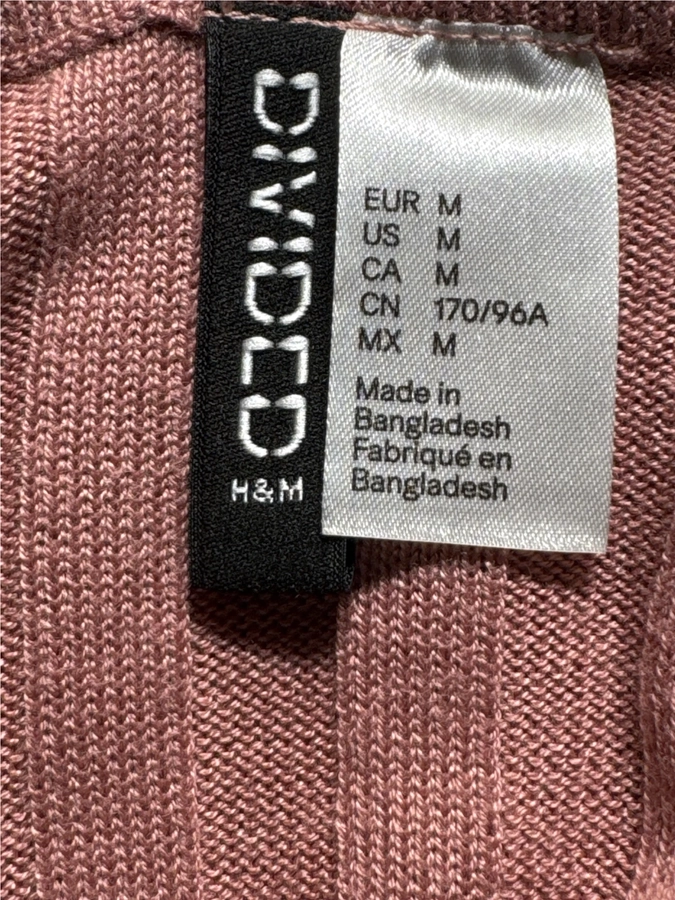 DIVIDED
H&M
EUR M
US M
CA M
CN 170/96A
MX M
Made in
Bangladesh
Fabriqué en
Bangladesh